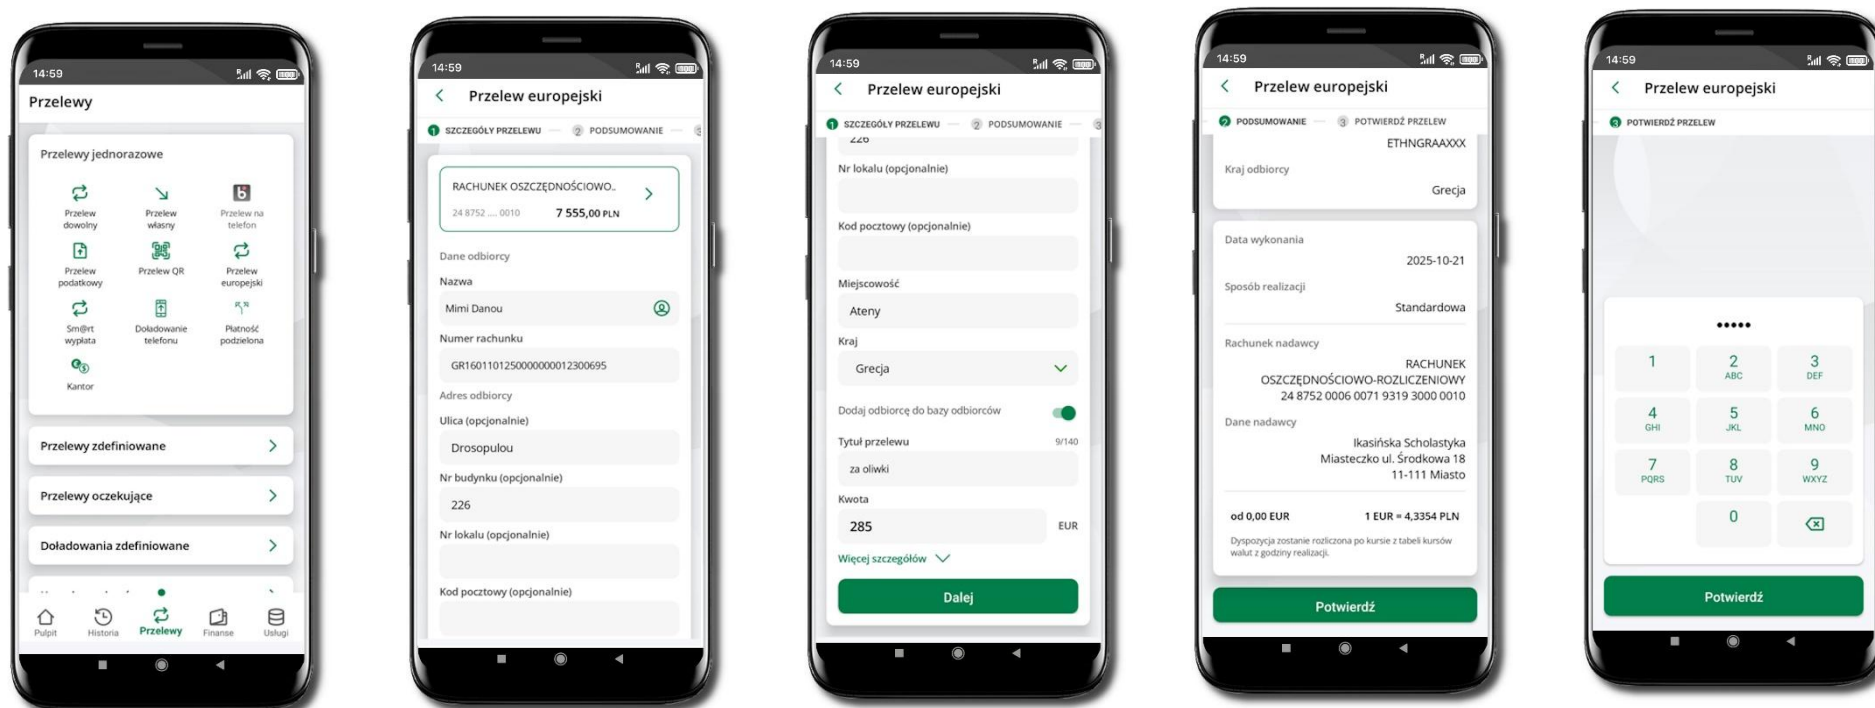 14:59
Przelewy
Przelewy jednorazowe
Przelew
dowolny
Przelew
własny
Przelew na
telefon
Przelew
podatkowy
Przelew QR
Przelew
europejski
Sm@rt
wypłata
Doładowanie
telefonu
Płatność
podzielona
Kantor
Przelewy zdefiniowane
Przelewy oczekujące
Doładowania zdefiniowane
Pulpit
Historia
Przelewy
Finanse
Usługi
14:59
Przelew europejski
1 SZCZEGÓŁY PRZELEWU
2 PODSUMOWANIE
3
RACHUNEK OSZCZĘDNOŚCIOWO..
24 8752 .... 0010 7 555,00 PLN
Dane odbiorcy
Nazwa
Mimi Danou
Numer rachunku
GR1601101250000000012300695
Adres odbiorcy
Ulica (opcjonalnie)
Drosopulou
Nr budynku (opcjonalnie)
226
Nr lokalu (opcjonalnie)
Kod pocztowy (opcjonalnie)
14:59
Przelew europejski
1 SZCZEGÓŁY PRZELEWU
2 PODSUMOWANIE
3
226
Nr lokalu (opcjonalnie)
Kod pocztowy (opcjonalnie)
Miejscowość
Ateny
Kraj
Grecja
Dodaj odbiorcę do bazy odbiorców
Tytuł przelewu 9/140
za oliwki
Kwota
285 EUR
Więcej szczegółów
Dalej
14:59
Przelew europejski
2 PODSUMOWANIE
3 POTWIERDŹ PRZELEW
ETHNGRAAXXX
Kraj odbiorcy
Grecja
Data wykonania
2025-10-21
Sposób realizacji
Standardowa
Rachunek nadawcy
RACHUNEK
OSZCZĘDNOŚCIOWO-ROZLICZENIOWY
24 8752 0006 0071 9319 3000 0010
Dane nadawcy
Ikasińska Scholastyka
Miasteczko ul. Środkowa 18
11-111 Miasto
od 0,00 EUR 1 EUR = 4,3354 PLN
Dyspozycja zostanie rozliczona po kursie z tabeli kursów
walut z godziny realizacji.
Potwierdź
14:59
Przelew europejski
3 POTWIERDŹ PRZELEW
1 2 3
ABC DEF
4 5 6
GHI JKL MNO
7 8 9
PQRS TUV WXYZ
0
Potwierdź